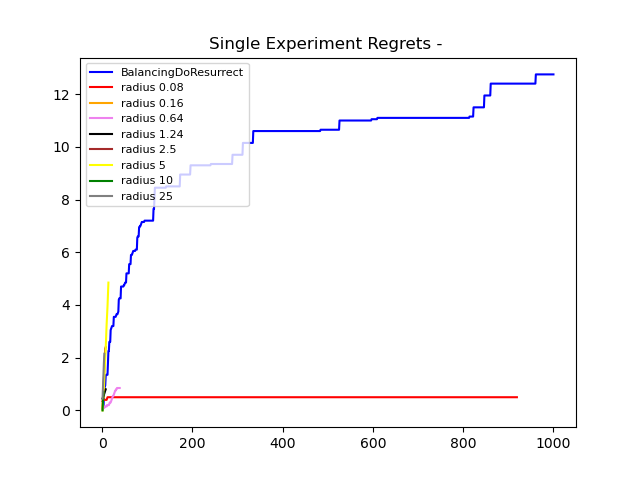 Single Experiment Regrets -
BalancingDoResurrect
radius 0.08
radius 0.16
radius 0.64
radius 1.24
radius 2.5
radius 5
radius 10
radius 25
12
10
8
6
4
2
0
0 200 400 600 800 1000